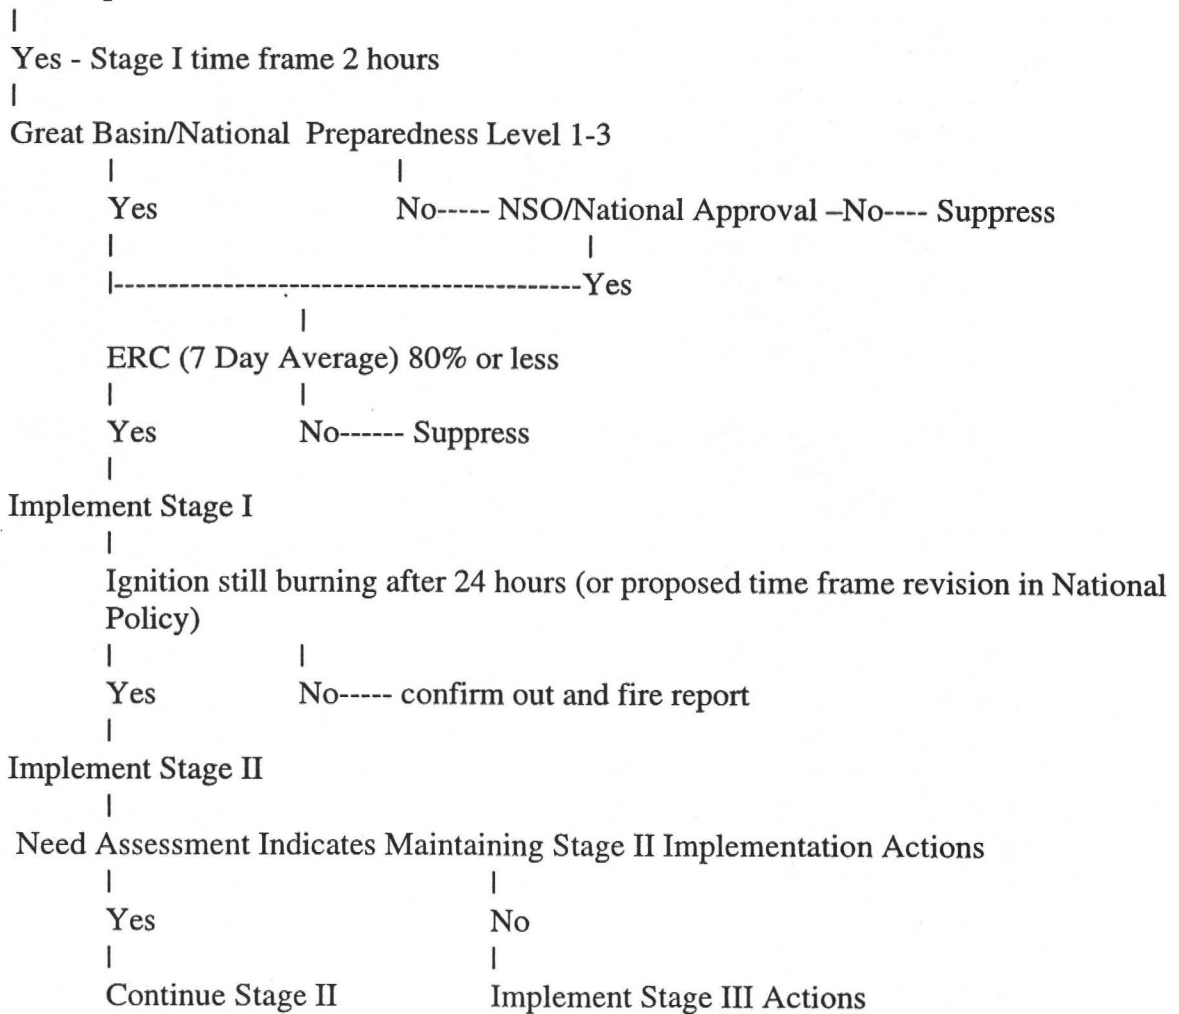 Yes - Stage I time frame 2 hours
Great Basin/National Preparedness Level 1-3
Yes No----- NSO/National Approval –No---- Suppress
|-------------------------------------------Yes
ERC (7 Day Average) 80% or less
Yes No------ Suppress
Implement Stage I
Ignition still burning after 24 hours (or proposed time frame revision in National
Policy)
Yes No----- confirm out and fire report
Implement Stage II
Need Assessment Indicates Maintaining Stage II Implementation Actions
Yes No
Continue Stage II Implement Stage III Actions